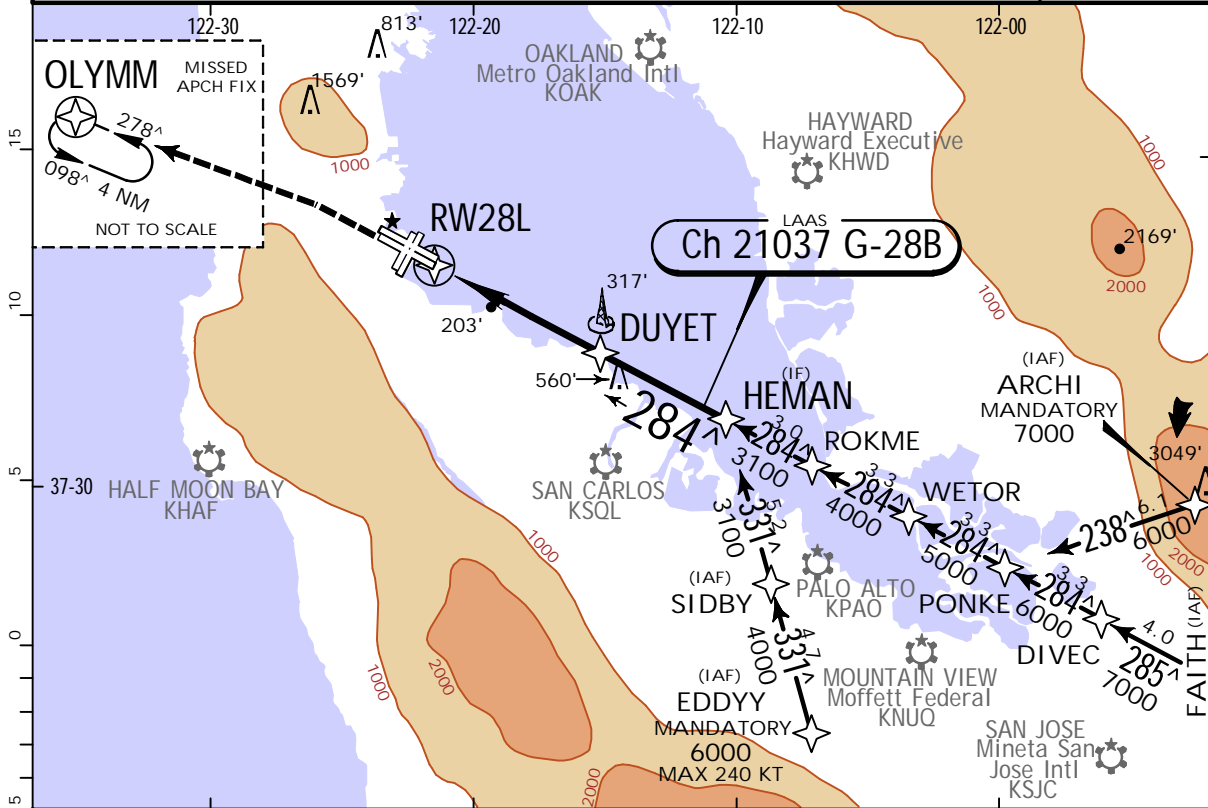 122-30
122-20
122-10
122-00
813'
OAKLAND
Metro Oakland Intl
KOAK
OLYMM
MISSED
APCH FIX
1569'
278^
098^ 4 NM
NOT TO SCALE
1000
HAYWARD
Hayward Executive
KHWD
1000
15
RW28L
LAAS
Ch 21037 G-28B
2169'
2000
1000
10
203'
317'
DUYET
560'
284^
(IF)
HEMAN
(IAF)
ARCHI
MANDATORY
7000
3049'
3.0
284^
3100
ROKME
3.3
284^
4000
WETOR
3.3
284^
5000
PONKE
3.3
284^
6000
DIVEC
4.0
285^
7000
FAITH (IAF)
238^
6.1
6000
2000
1000
5
37-30
HALF MOON BAY
KHAF
SAN CARLOS
KSQL
5.2
331^
3100
(IAF)
SIDBY
PALO ALTO
KPAO
4.7
331^
4000
(IAF)
EDDYY
MANDATORY
6000
MAX 240 KT
MOUNTAIN VIEW
Moffett Federal
KNUQ
SAN JOSE
Mineta San
Jose Intl
KSJC
1000
1000
2000
2000
0
5